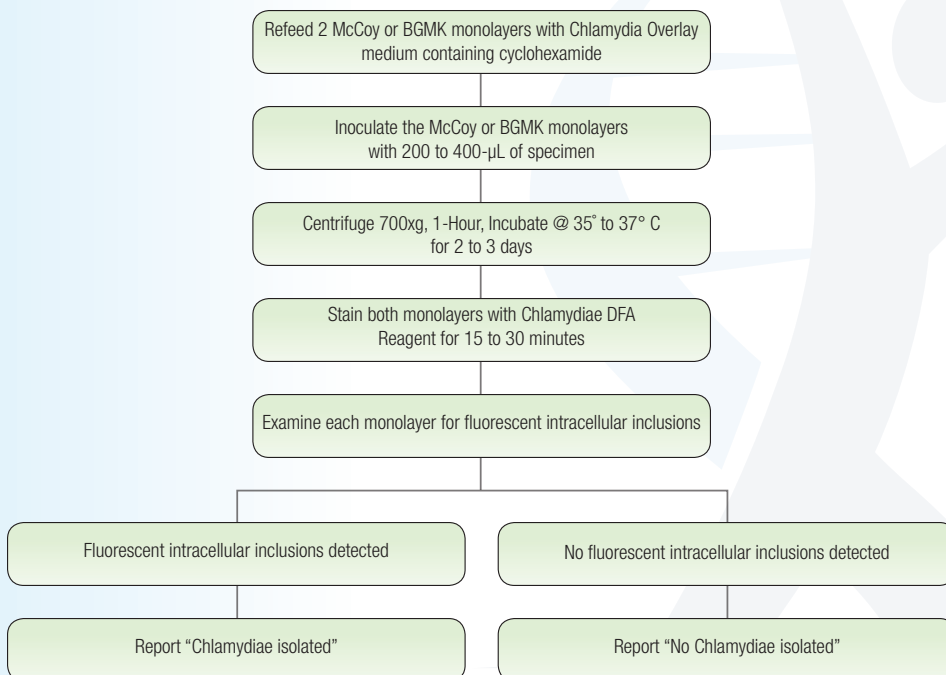 Refeed 2 McCoy or BGMK monolayers with Chlamydia Overlay
medium containing cyclohexamide
Inoculate the McCoy or BGMK monolayers
with 200 to 400-µL of specimen
Centrifuge 700xg, 1-Hour, Incubate @ 35˚ to 37° C
for 2 to 3 days
Stain both monolayers with Chlamydiae DFA
Reagent for 15 to 30 minutes
Examine each monolayer for fluorescent intracellular inclusions
Fluorescent intracellular inclusions detected
No fluorescent intracellular inclusions detected
Report “Chlamydiae isolated”
Report “No Chlamydiae isolated”